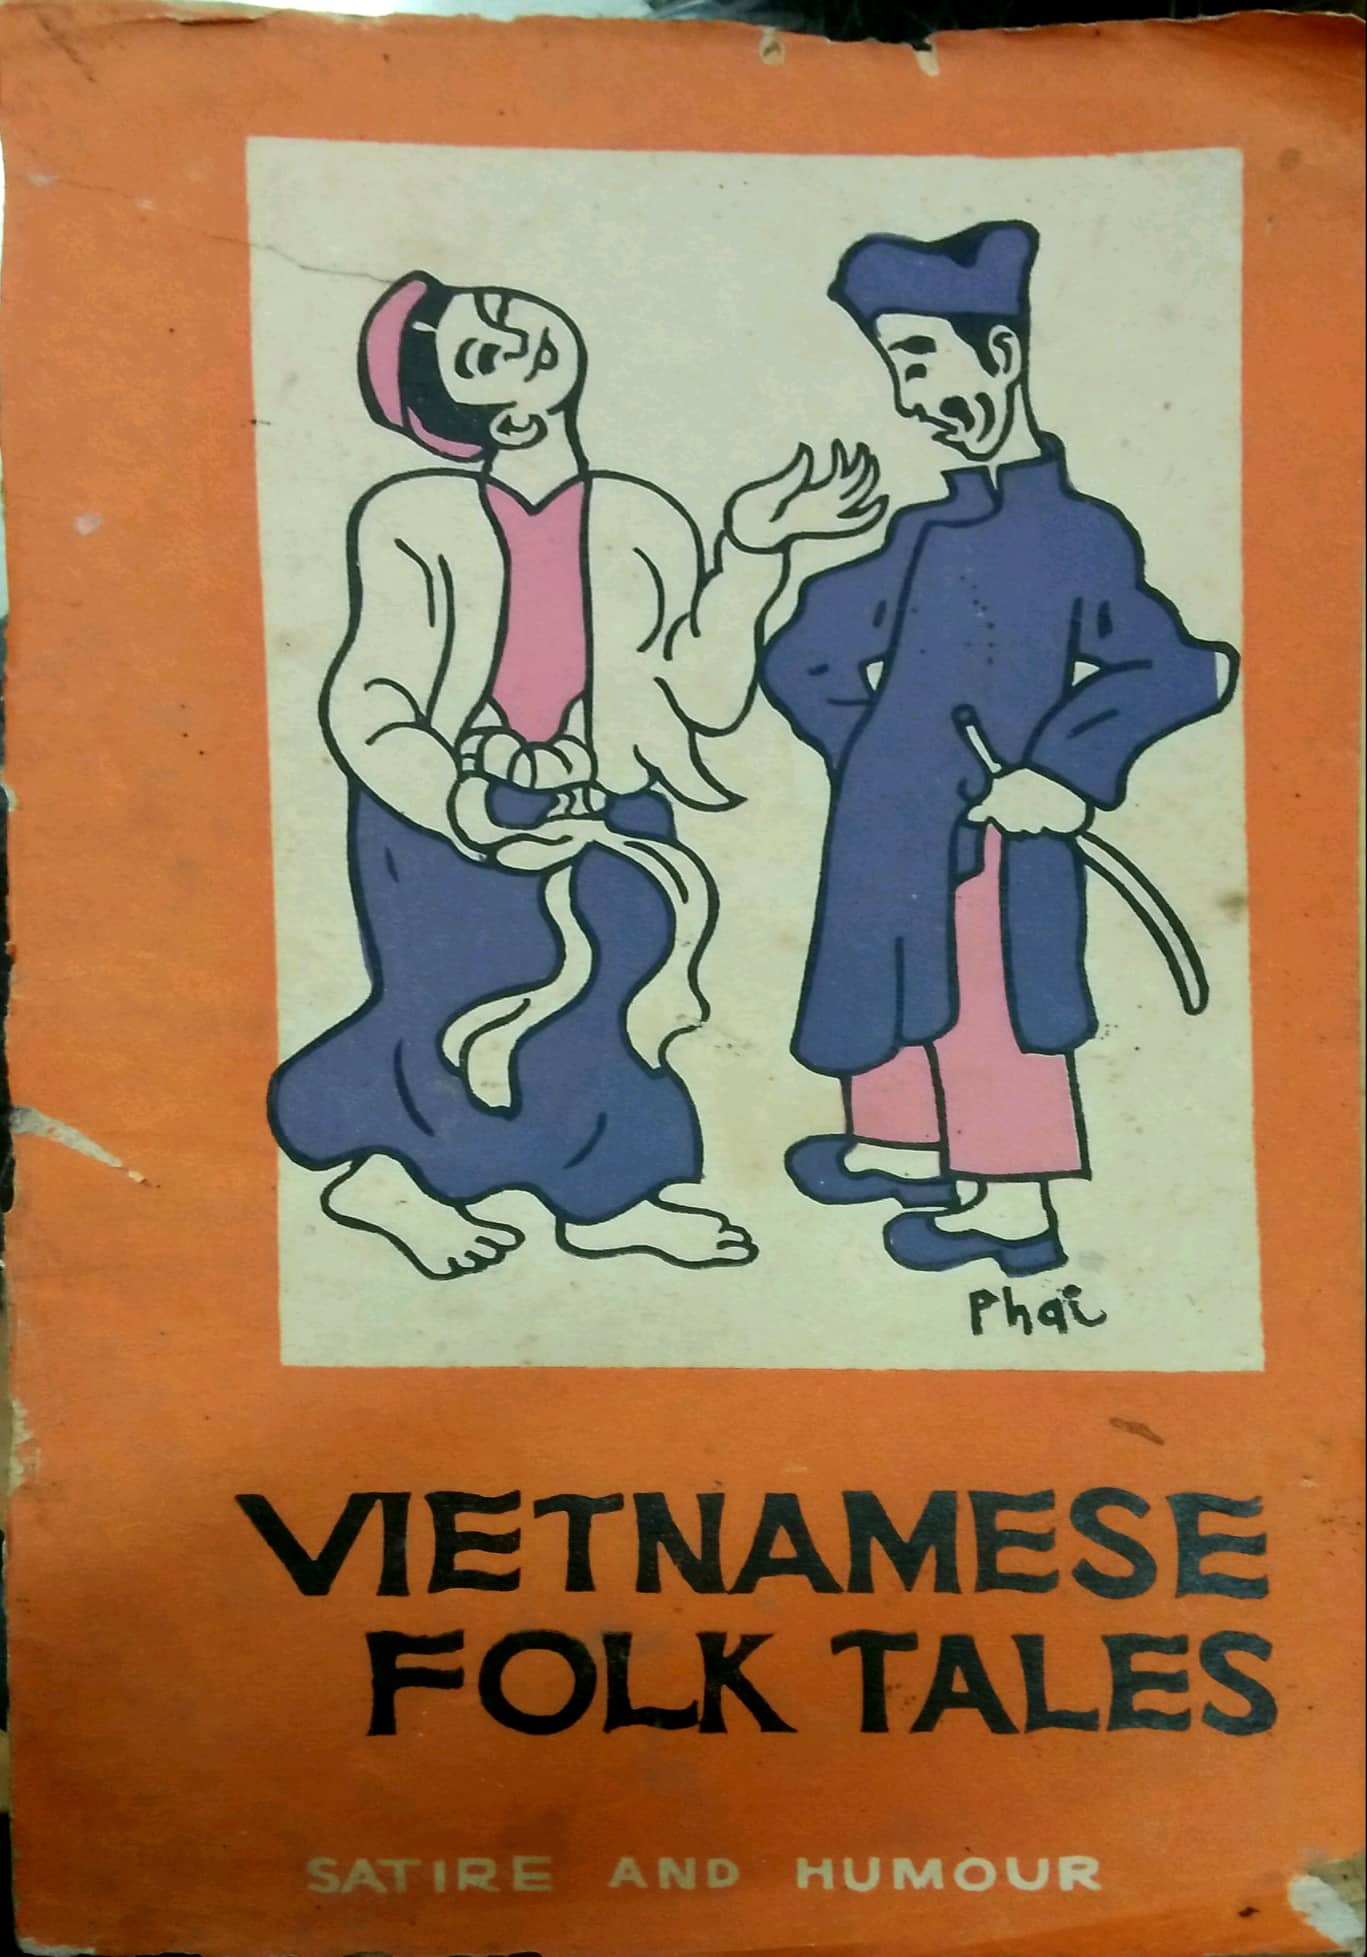 Phai
VIETNAMESE
FOLK TALES
SATIRE AND HUMOUR